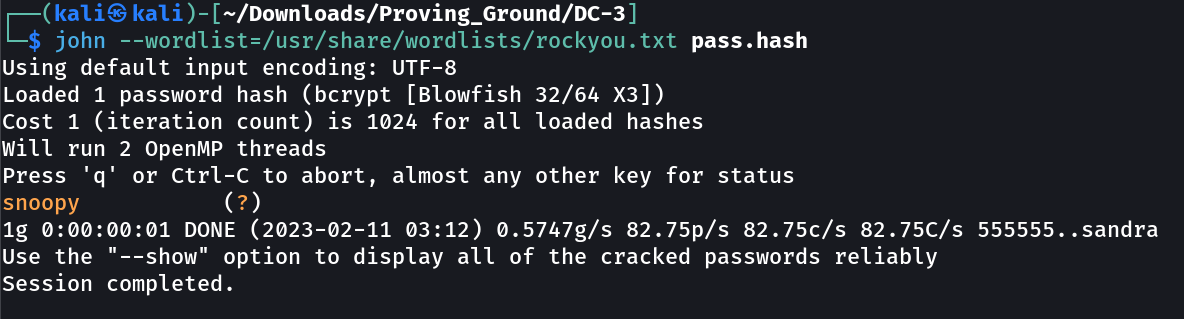 ┌──(kali㉿kali)-[~/Downloads/Proving_Ground/DC-3]
└─$ john --wordlist=/usr/share/wordlists/rockyou.txt pass.hash
Using default input encoding: UTF-8
Loaded 1 password hash (bcrypt [Blowfish 32/64 X3])
Cost 1 (iteration count) is 1024 for all loaded hashes
Will run 2 OpenMP threads
Press 'q' or Ctrl-C to abort, almost any other key for status
snoopy           (?)
1g 0:00:00:01 DONE (2023-02-11 03:12) 0.5747g/s 82.75p/s 82.75c/s 82.75C/s 555555..sandra
Use the "--show" option to display all of the cracked passwords reliably
Session completed.